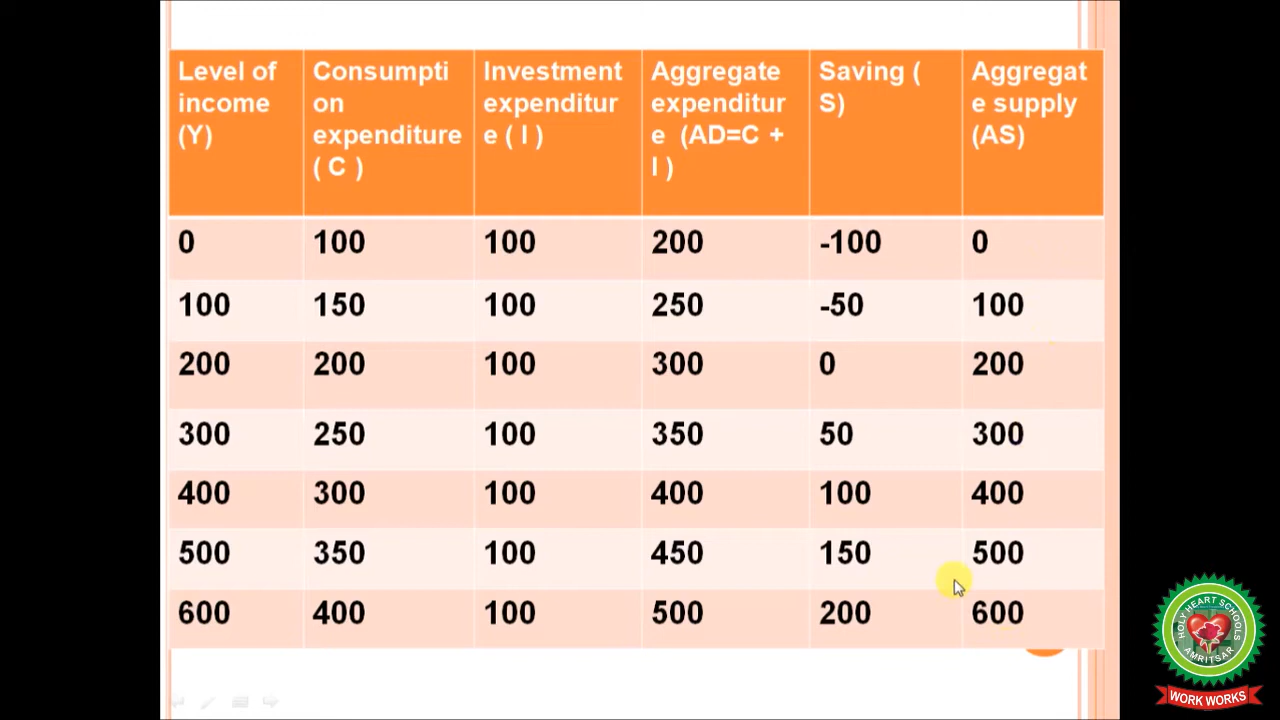 Level of income (Y)
Consumpti on expenditure ( C )
Investment expenditur e ( I )
Aggregate expenditur e (AD=C + I )
Saving ( S)
Aggregat e supply (AS)
0 100 100 200 -100 0
100 150 100 250 -50 100
200 200 100 300 0 200
300 250 100 350 50 300
400 300 100 400 100 400
500 350 100 450 150 500
600 400 100 500 200 600
HOLY HEART SCHOOLS
AMRITSAR
WORK WORKS